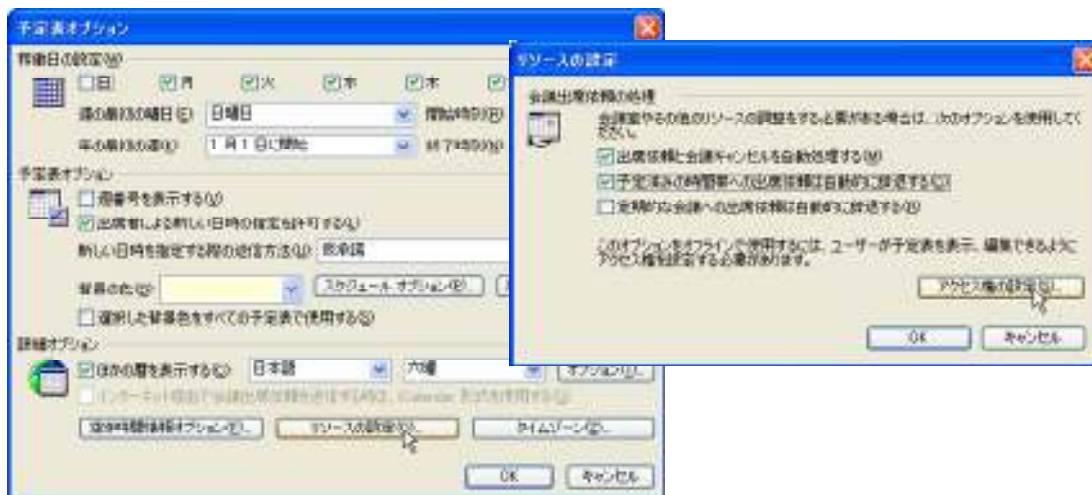 予定表オプション
稼働日の設定(W)
日 月 火 水 木
週の最初の曜日(E) 日曜日 開始時刻(R)
年の最初の週(K) 1月1日に開始 終了時刻(N)
予定表オプション
週番号を表示する(U)
出席者による新しい日時の指定を許可する(L)
新しい日時を指定する際の返信方法(J) 仮承諾
背景の色(C) スケジュール オプション(P)...
選択した背景色をすべての予定表で使用する(S)
詳細オプション
ほかの暦を表示する(C) 日本語 六曜 オプション(I)...
インターネット経由で会議出席依頼を送信する時は、iCalendar 形式を使用する(G)
空き時間情報オプション(F)... リソースの設定 タイムゾーン(Z)...
OK キャンセル
リソースの設定
会議出席依頼の処理
会議室やその他のリソースの調整をする必要がある場合は、次のオプションを使用して
ください。
出席依頼と会議キャンセルを自動処理する(M)
予定済みの時間帯への出席依頼は自動的に辞退する(C)
定期的な会議への出席依頼は自動的に辞退する(R)
このオプションをオフラインで使用するには、ユーザーが予定表を表示、編集できるように
アクセス権を設定する必要があります。
アクセス権の設定(S)...
OK キャンセル